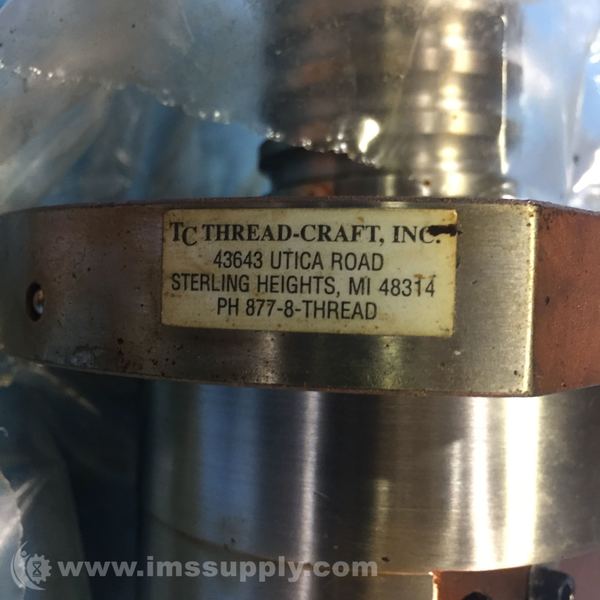 TC THREAD-CRAFT, INC.
43643 UTICA ROAD
STERLING HEIGHTS, MI 48314
PH 877-8-THREAD
www.imssupply.com